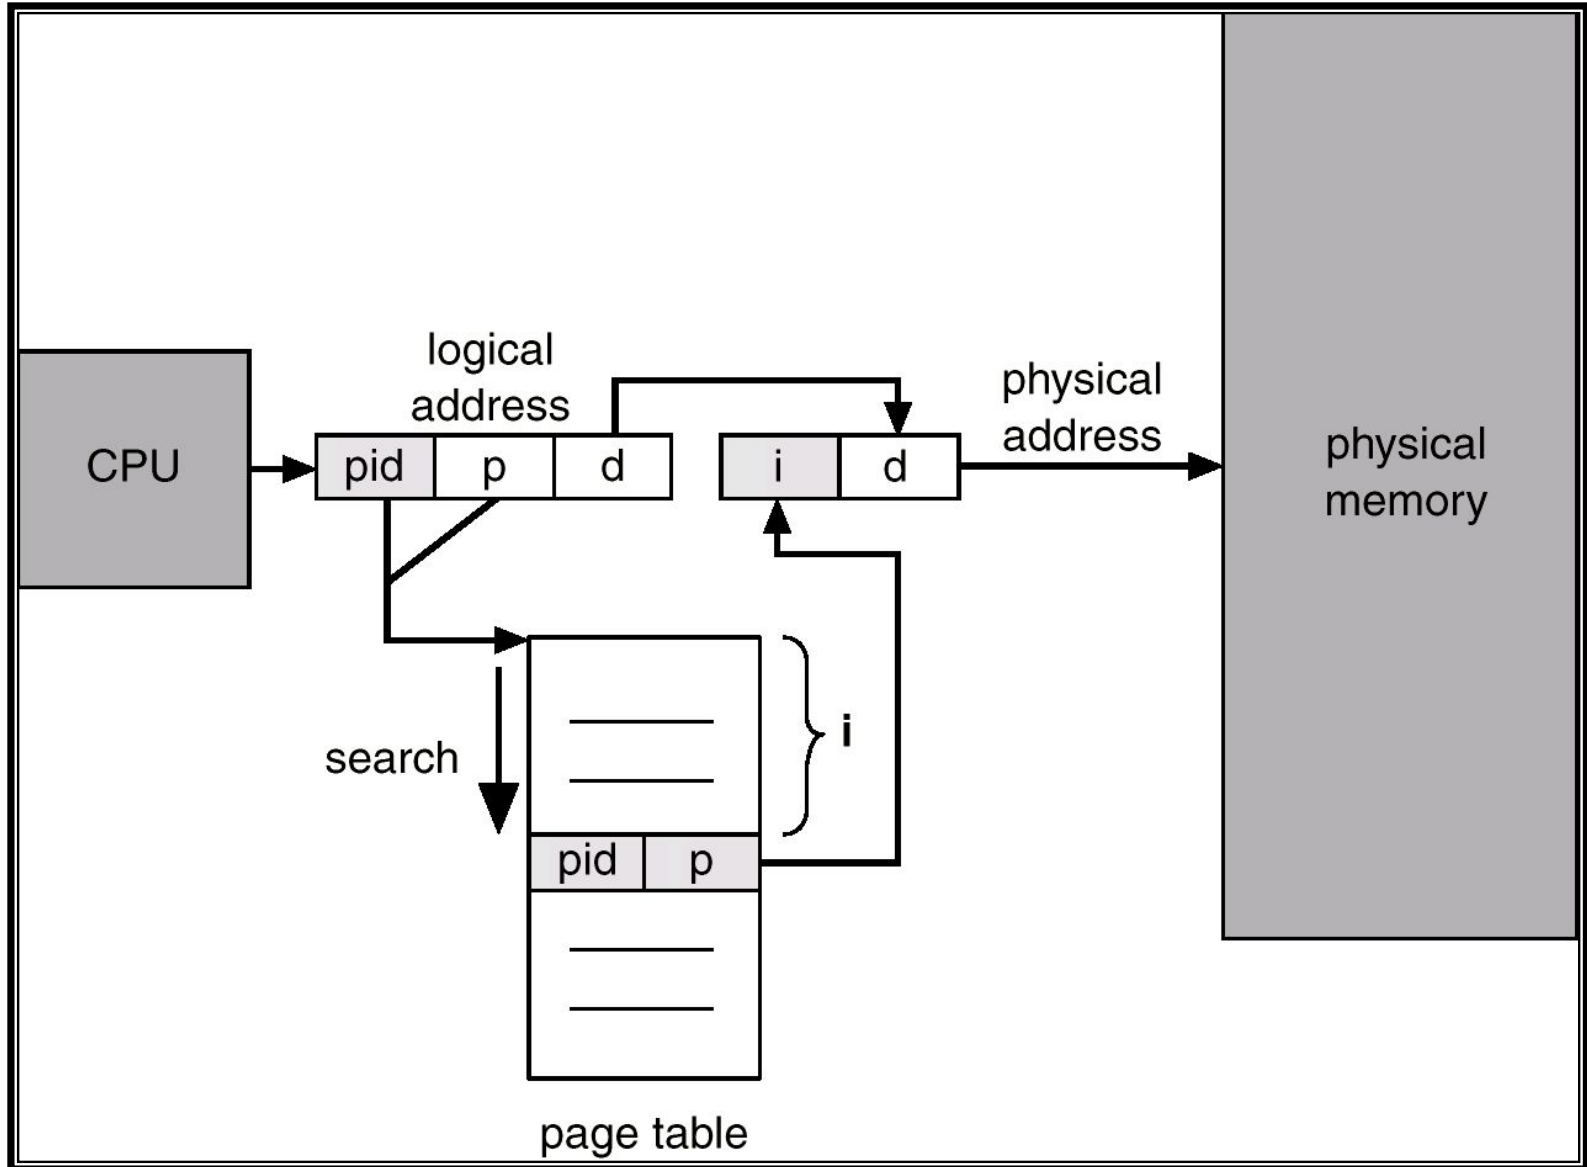 logical
address
physical
address
CPU
pid p d
i d
physical
memory
search
i
pid p
page table